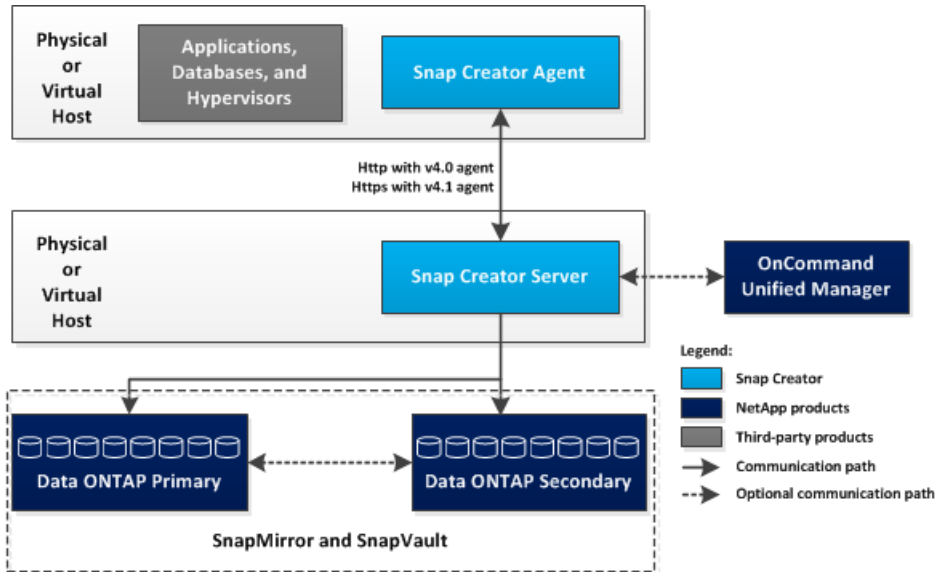 Physical
or
Virtual
Host
Applications,
Databases, and
Hypervisors
Snap Creator Agent
Http with v4.0 agent
Https with v4.1 agent
Physical
or
Virtual
Host
Snap Creator Server
OnCommand
Unified Manager
Legend:
Snap Creator
NetApp products
Third-party products
Communication path
Optional communication path
Data ONTAP Primary
Data ONTAP Secondary
SnapMirror and SnapVault